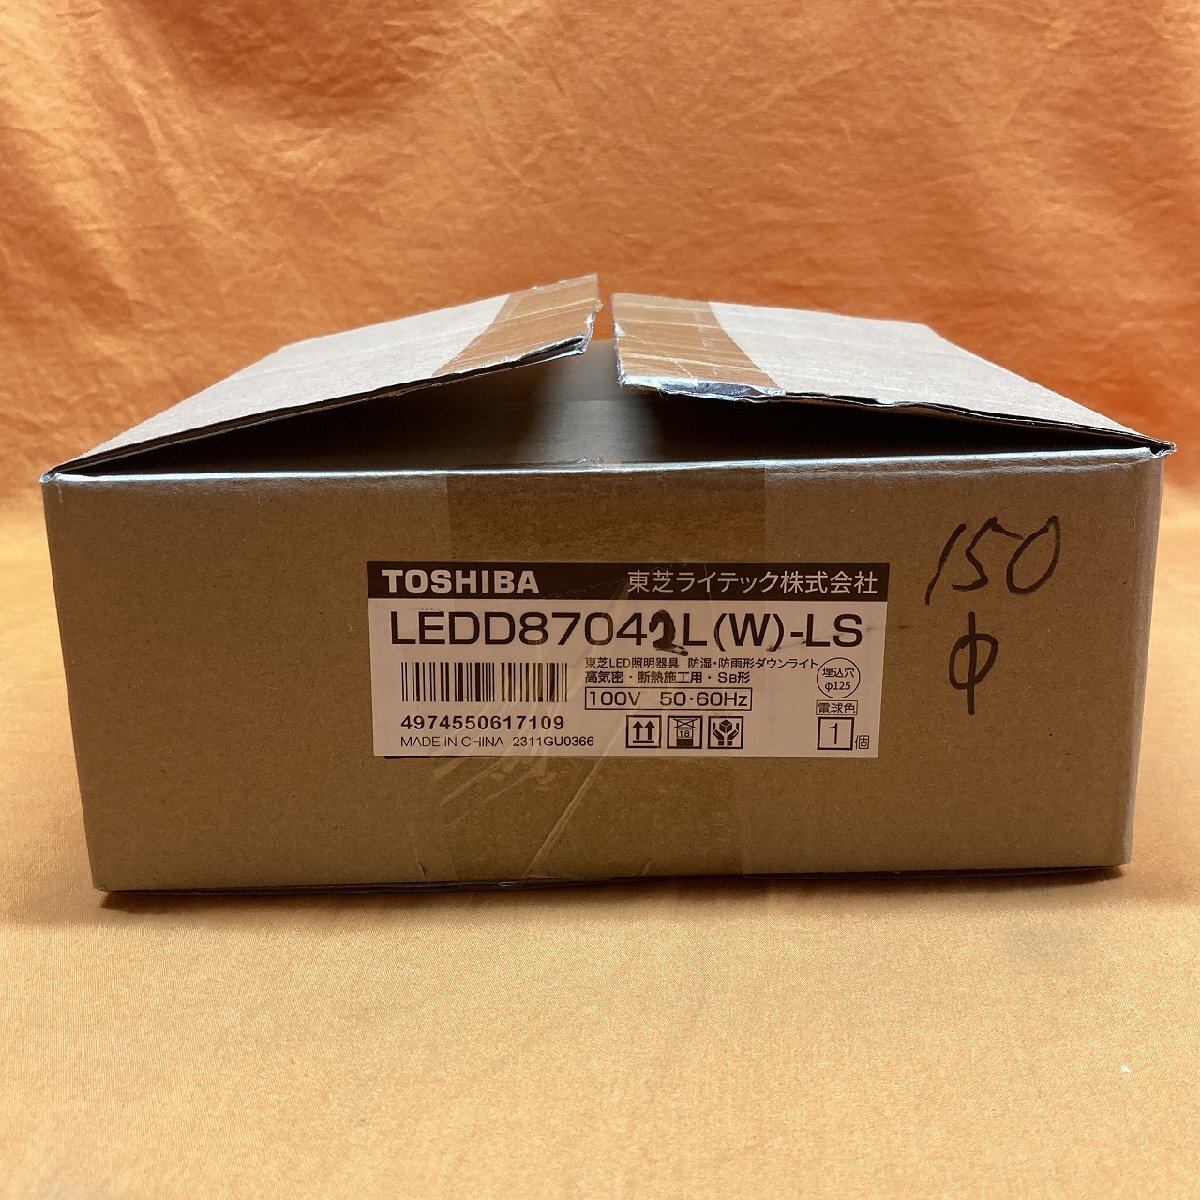 TOSHIBA 東芝ライテック株式会社
LEDD87042L(W)-LS
東芝LED照明器具 防湿・防雨形ダウンライト
高気密・断熱施工用・SB形
埋込穴
φ125
100V 50・60Hz
電球色
4974550617109
MADE IN CHINA 2311GU0366
18
1個
150
φ